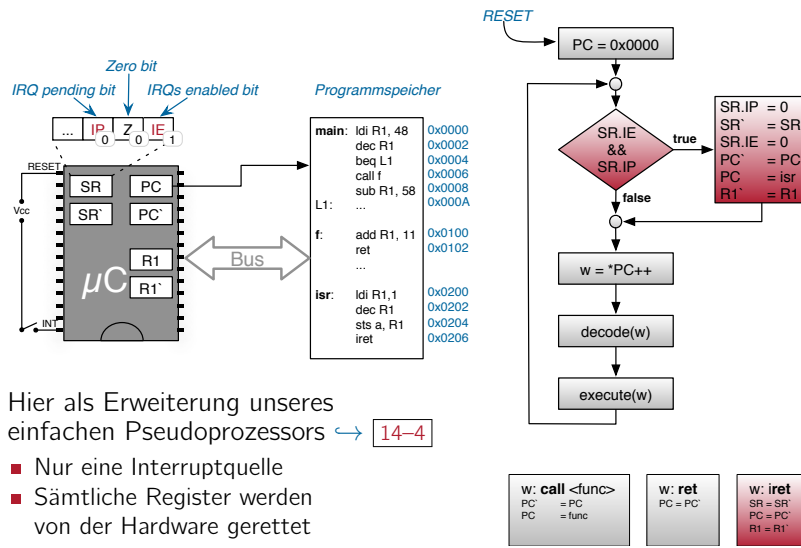 RESET
PC = 0x0000
Zero bit
IRQ pending bit
IRQs enabled bit
Programmspeicher
... IP 0 Z 0 IE 1
RESET
Vcc
INT
SR
PC
SR`
PC`
R1
R1`
µC
Bus
main: ldi R1, 48 0x0000
dec R1 0x0002
beq L1 0x0004
call f 0x0006
sub R1, 58 0x0008
L1: ... 0x000A
f: add R1, 11 0x0100
ret 0x0102
...
isr: ldi R1,1 0x0200
dec R1 0x0202
sts a, R1 0x0204
iret 0x0206
SR.IE
&&
SR.IP
true
false
SR.IP = 0
SR` = SR
SR.IE = 0
PC` = PC
PC = isr
R1` = R1
w = *PC++
decode(w)
execute(w)
Hier als Erweiterung unseres
einfachen Pseudoprozessors ↪ 14–4
Nur eine Interruptquelle
Sämtliche Register werden
von der Hardware gerettet
w: call <func>
PC` = PC
PC = func
w: ret
PC = PC`
w: iret
SR = SR`
PC = PC`
R1 = R1`